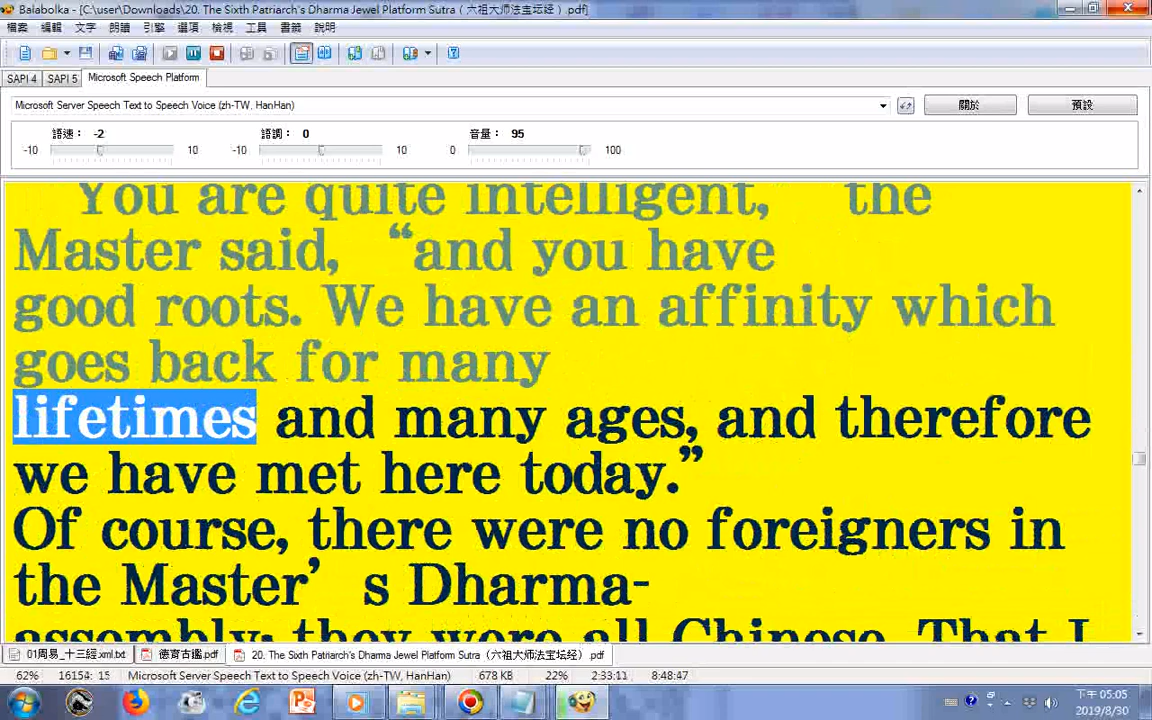 Balabolka - [C:\user\Downloads\20. The Sixth Patriarch's Dharma Jewel Platform Sutra（六祖大师法宝坛经）.pdf]
檔案 編輯 文字 朗讀 引擎 選項 檢視 工具 書籤 說明
SAPI 4 SAPI 5 Microsoft Speech Platform
Microsoft Server Speech Text to Speech Voice (zh-TW, HanHan) 關於 預設
語速： -2 語調： 0 音量： 95
-10 10 -10 10 0 100
You are quite intelligent, the
Master said, “and you have
good roots. We have an affinity which
goes back for many
lifetimes and many ages, and therefore
we have met here today.”
Of course, there were no foreigners in
the Master’ s Dharma-
assembly; they were all Chinese. That I
01周易_十三經.xml.txt 德育古鑑.pdf 20. The Sixth Patriarch's Dharma Jewel Platform Sutra（六祖大师法宝坛经）.pdf
62% 16154: 15 Microsoft Server Speech Text to Speech Voice (zh-TW, HanHan) 678 KB 22% 2:33:11 8:48:47
下午 05:05
2019/8/30